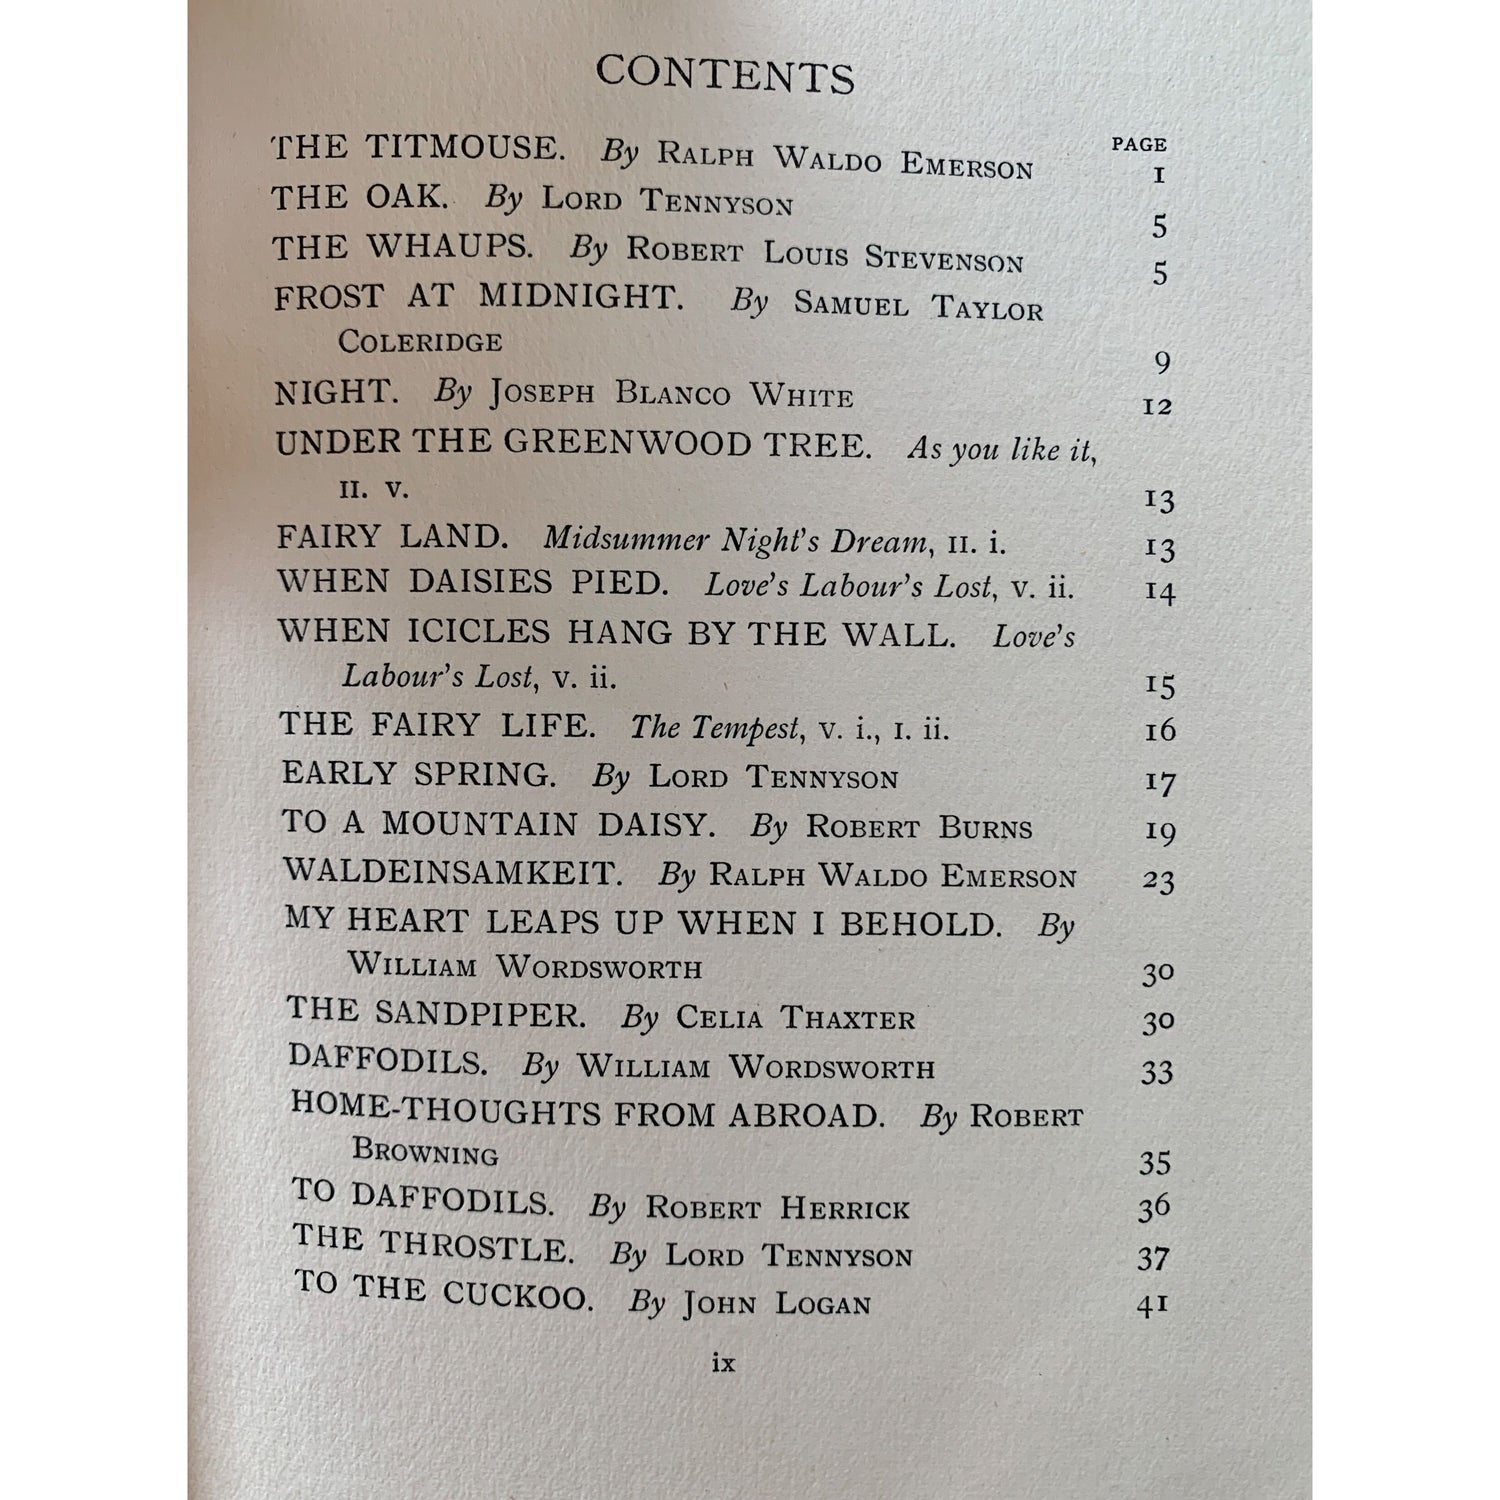 CONTENTS
PAGE
THE TITMOUSE. By RALPH WALDO EMERSON 1
THE OAK. By LORD TENNYSON 5
THE WHAUPS. By ROBERT LOUIS STEVENSON 5
FROST AT MIDNIGHT. By SAMUEL TAYLOR
COLERIDGE 9
NIGHT. By JOSEPH BLANCO WHITE 12
UNDER THE GREENWOOD TREE. As you like it,
II. v. 13
FAIRY LAND. Midsummer Night's Dream, II. i. 13
WHEN DAISIES PIED. Love's Labour's Lost, v. ii. 14
WHEN ICICLES HANG BY THE WALL. Love's
Labour's Lost, v. ii. 15
THE FAIRY LIFE. The Tempest, v. i., I. ii. 16
EARLY SPRING. By LORD TENNYSON 17
TO A MOUNTAIN DAISY. By ROBERT BURNS 19
WALDEINSAMKEIT. By RALPH WALDO EMERSON 23
MY HEART LEAPS UP WHEN I BEHOLD. By
WILLIAM WORDSWORTH 30
THE SANDPIPER. By CELIA THAXTER 30
DAFFODILS. By WILLIAM WORDSWORTH 33
HOME-THOUGHTS FROM ABROAD. By ROBERT
BROWNING 35
TO DAFFODILS. By ROBERT HERRICK 36
THE THROSTLE. By LORD TENNYSON 37
TO THE CUCKOO. By JOHN LOGAN 41
ix